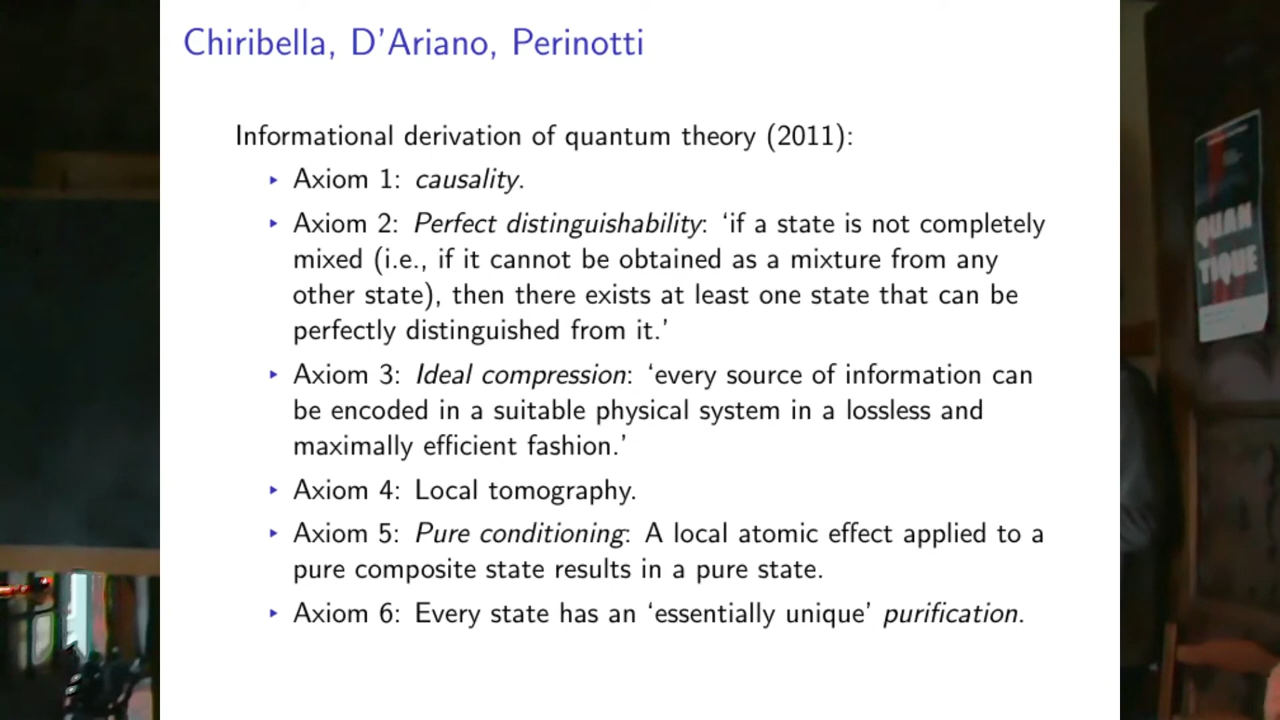 Chiribella, D'Ariano, Perinotti
Informational derivation of quantum theory (2011):
‣ Axiom 1: causality.
‣ Axiom 2: Perfect distinguishability: ‘if a state is not completely
mixed (i.e., if it cannot be obtained as a mixture from any
other state), then there exists at least one state that can be
perfectly distinguished from it.’
‣ Axiom 3: Ideal compression: ‘every source of information can
be encoded in a suitable physical system in a lossless and
maximally efficient fashion.’
‣ Axiom 4: Local tomography.
‣ Axiom 5: Pure conditioning: A local atomic effect applied to a
pure composite state results in a pure state.
‣ Axiom 6: Every state has an ‘essentially unique’ purification.
QUAN
TIQUE